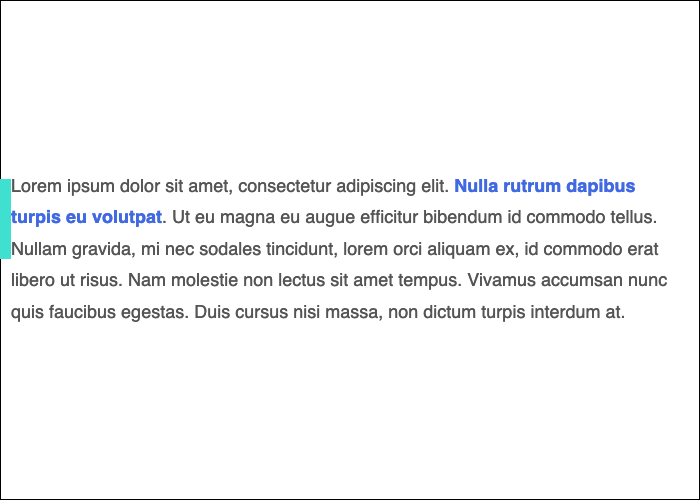 Lorem ipsum dolor sit amet, consectetur adipiscing elit. Nulla rutrum dapibus
turpis eu volutpat. Ut eu magna eu augue efficitur bibendum id commodo tellus.
Nullam gravida, mi nec sodales tincidunt, lorem orci aliquam ex, id commodo erat
libero ut risus. Nam molestie non lectus sit amet tempus. Vivamus accumsan nunc
quis faucibus egestas. Duis cursus nisi massa, non dictum turpis interdum at.